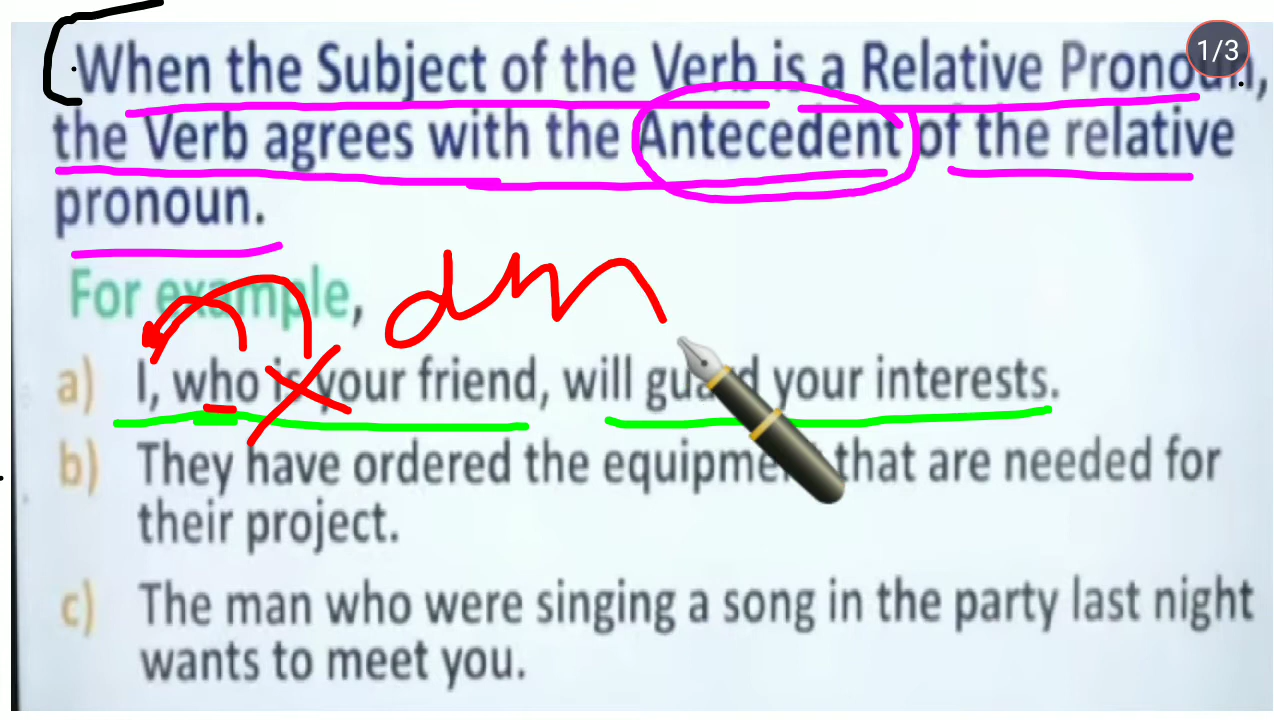 When the Subject of the Verb is a Relative Pronoun,
1/3
the Verb agrees with the Antecedent of the relative
pronoun.
For example,
a) I, who is your friend, will guard your interests.
b) They have ordered the equipment that are needed for
their project.
c) The man who were singing a song in the party last night
wants to meet you.